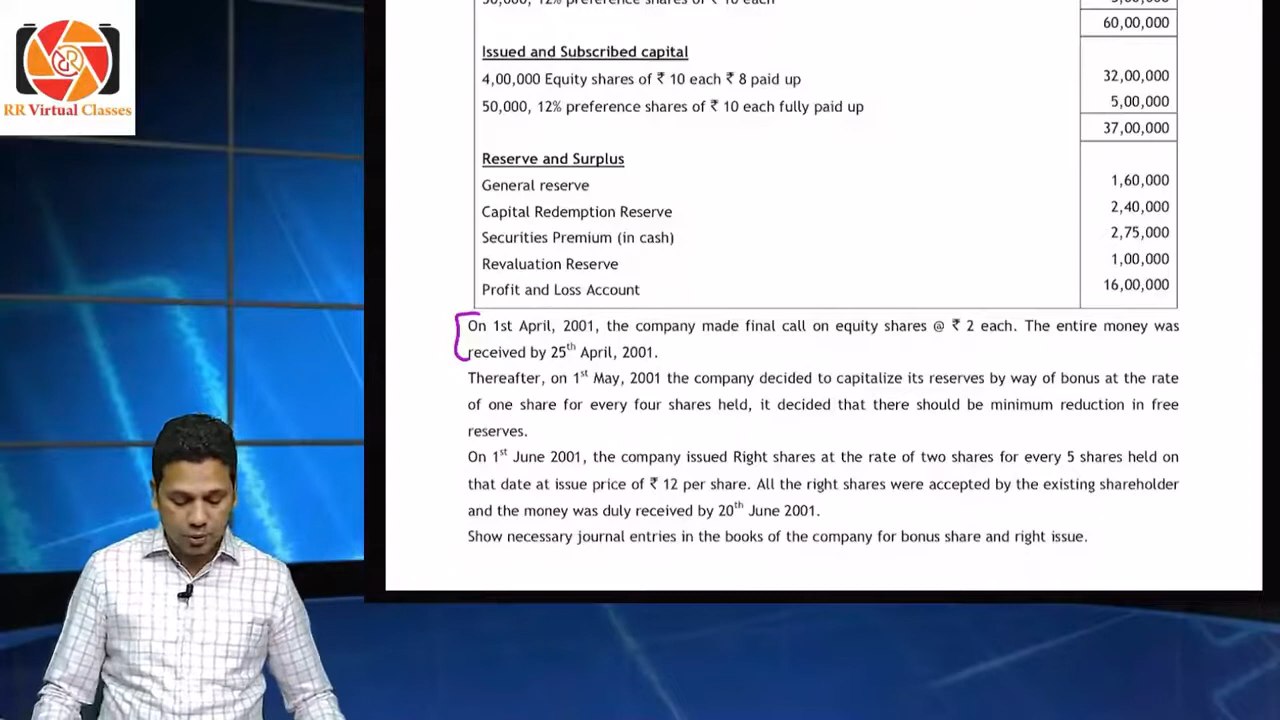 RR Virtual Classes
50,000, 12% preference shares of ₹ 10 each
60,00,000
Issued and Subscribed capital
4,00,000 Equity shares of ₹ 10 each ₹ 8 paid up 32,00,000
50,000, 12% preference shares of ₹ 10 each fully paid up 5,00,000
37,00,000
Reserve and Surplus
General reserve 1,60,000
Capital Redemption Reserve 2,40,000
Securities Premium (in cash) 2,75,000
Revaluation Reserve 1,00,000
Profit and Loss Account 16,00,000
On 1st April, 2001, the company made final call on equity shares @ ₹ 2 each. The entire money was
received by 25th April, 2001.
Thereafter, on 1st May, 2001 the company decided to capitalize its reserves by way of bonus at the rate
of one share for every four shares held, it decided that there should be minimum reduction in free
reserves.
On 1st June 2001, the company issued Right shares at the rate of two shares for every 5 shares held on
that date at issue price of ₹ 12 per share. All the right shares were accepted by the existing shareholder
and the money was duly received by 20th June 2001.
Show necessary journal entries in the books of the company for bonus share and right issue.